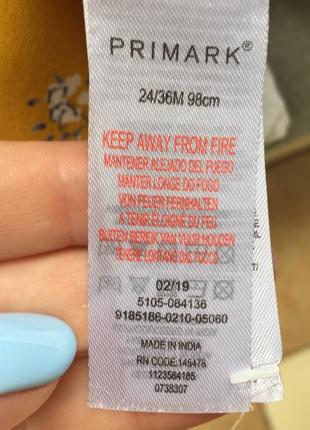 PRIMARK®
24/36M 98cm
KEEP AWAY FROM FIRE
MANTENER ALEJADO DEL FUEGO
MANTER LONGE DO FOGO
VON FEUER FERNHALTEN
A TENIR ÉLOIGNÉ DU FEU
BUITEN BEREIK VAN VUUR HOUDEN
TENERE LONTANO DAL FUOCO
02/19
5105-084136
9185186-0210-05060
MADE IN INDIA
RN CODE:145478
1123584185
0738307